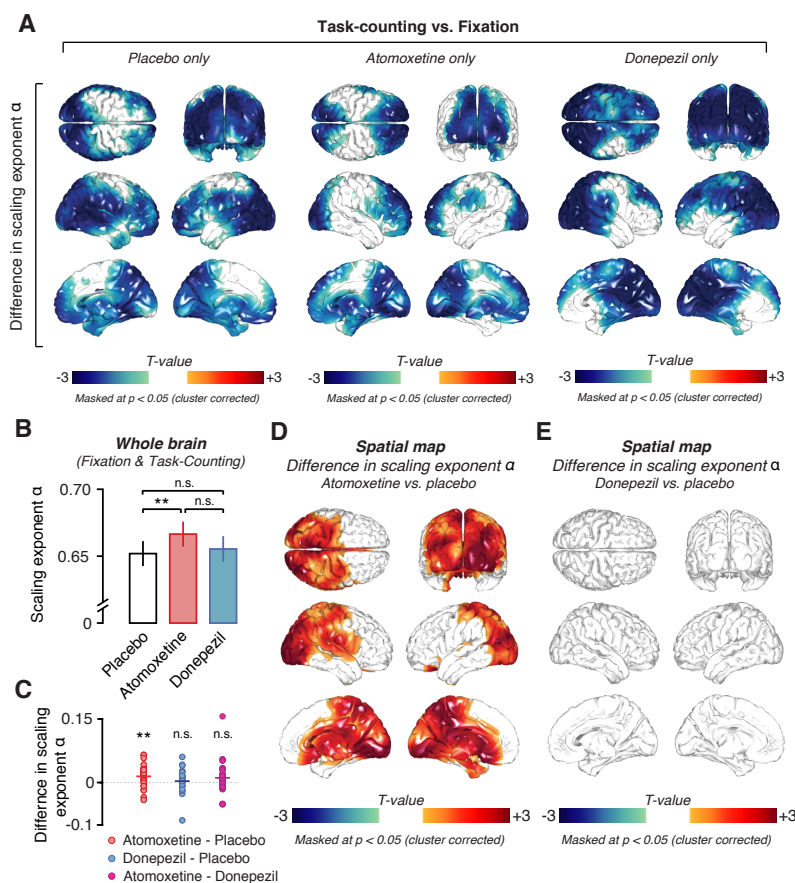 A
Task-counting vs. Fixation
Placebo only
Atomoxetine only
Donepezil only
Difference in scaling exponent α
T-value
-3
+3
Masked at p < 0.05 (cluster corrected)
T-value
-3
+3
Masked at p < 0.05 (cluster corrected)
T-value
-3
+3
Masked at p < 0.05 (cluster corrected)
B
Whole brain
(Fixation & Task-Counting)
Scaling exponent α
0.70
0.65
0
n.s.
**
n.s.
Placebo
Atomoxetine
Donepezil
C
Differnce in scaling
exponent α
0.15
0
-0.1
**
n.s.
n.s.
Atomoxetine - Placebo
Donepezil - Placebo
Atomoxetine - Donepezil
D
Spatial map
Difference in scaling exponent α
Atomoxetine vs. placebo
T-value
-3
+3
Masked at p < 0.05 (cluster corrected)
E
Spatial map
Difference in scaling exponent α
Donepezil vs. placebo
T-value
-3
+3
Masked at p < 0.05 (cluster corrected)